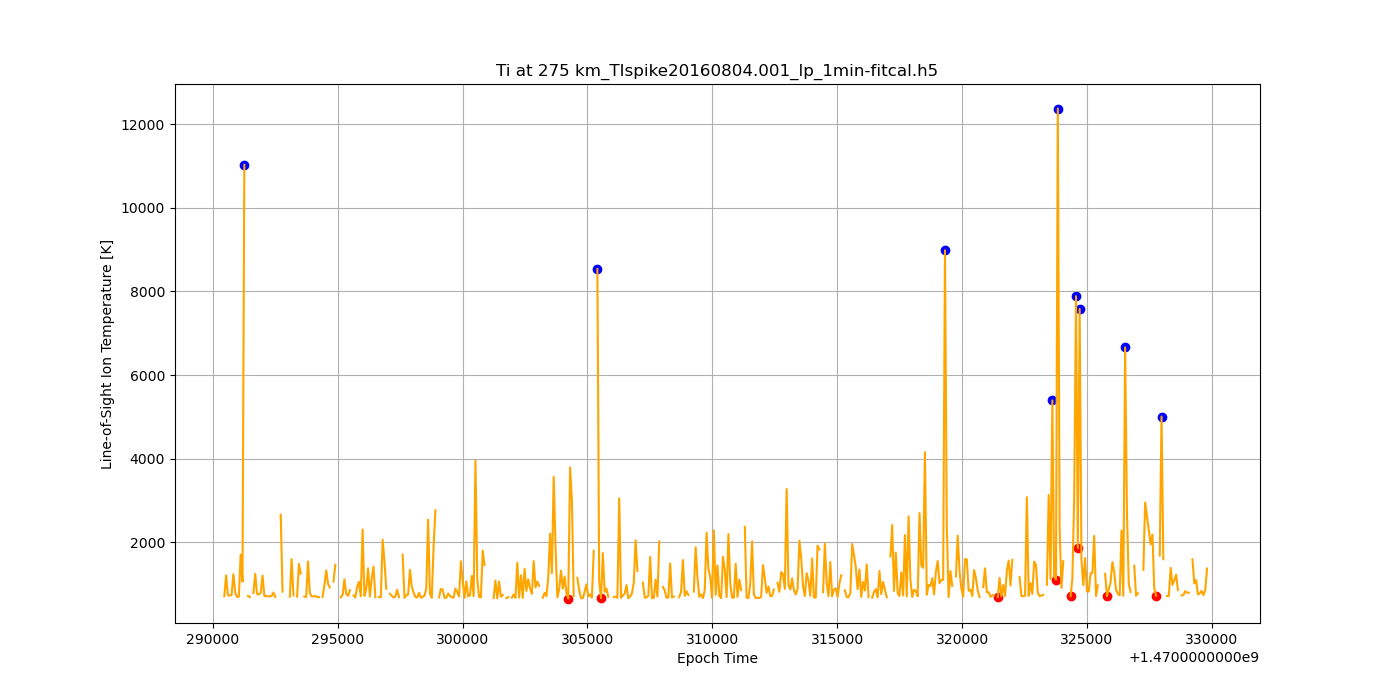 Ti at 275 km_TIspike20160804.001_lp_1min-fitcal.h5
Line-of-Sight Ion Temperature [K]
12000
10000
8000
6000
4000
2000
290000 295000 300000 305000 310000 315000 320000 325000 330000
Epoch Time
+1.4700000000e9